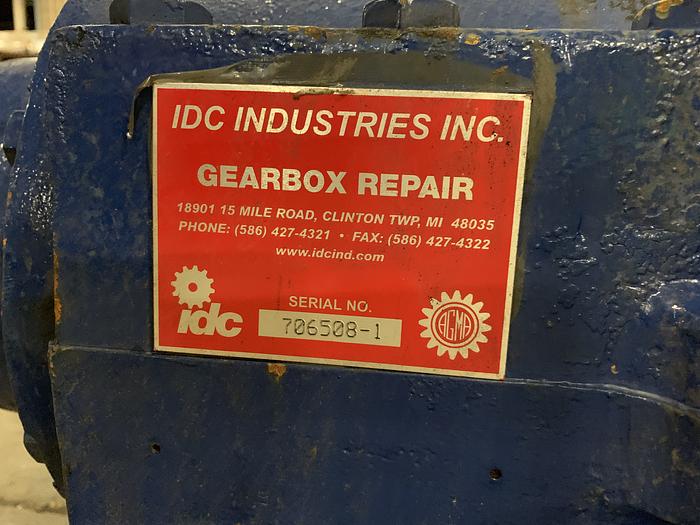 IDC INDUSTRIES INC.
GEARBOX REPAIR
18901 15 MILE ROAD, CLINTON TWP, MI 48035
PHONE: (586) 427-4321 • FAX: (586) 427-4322
www.idcind.com
idc
SERIAL NO.
706508-1
AGMA